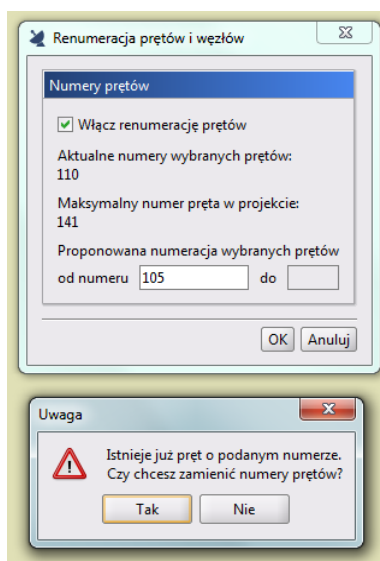 Renumeracja prętów i węzłów
Numery prętów
Włącz renumerację prętów
Aktualne numery wybranych prętów:
110
Maksymalny numer pręta w projekcie:
141
Proponowana numeracja wybranych prętów
od numeru 105 do
OK Anuluj
Uwaga
Istnieje już pręt o podanym numerze.
Czy chcesz zamienić numery prętów?
Tak Nie